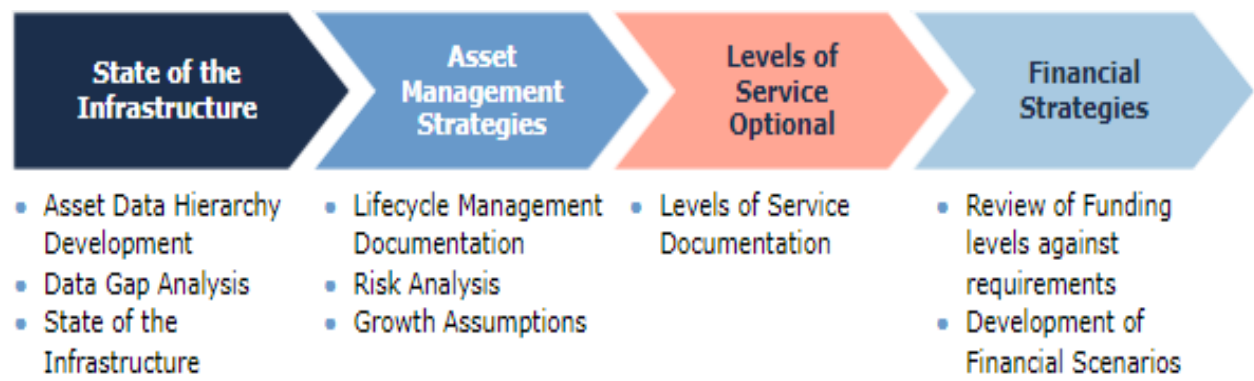 State of the
Infrastructure
Asset
Management
Strategies
Levels of
Service
Optional
Financial
Strategies
• Asset Data Hierarchy
Development
• Data Gap Analysis
• State of the
Infrastructure
• Lifecycle Management
Documentation
• Risk Analysis
• Growth Assumptions
• Levels of Service
Documentation
• Review of Funding
levels against
requirements
• Development of
Financial Scenarios